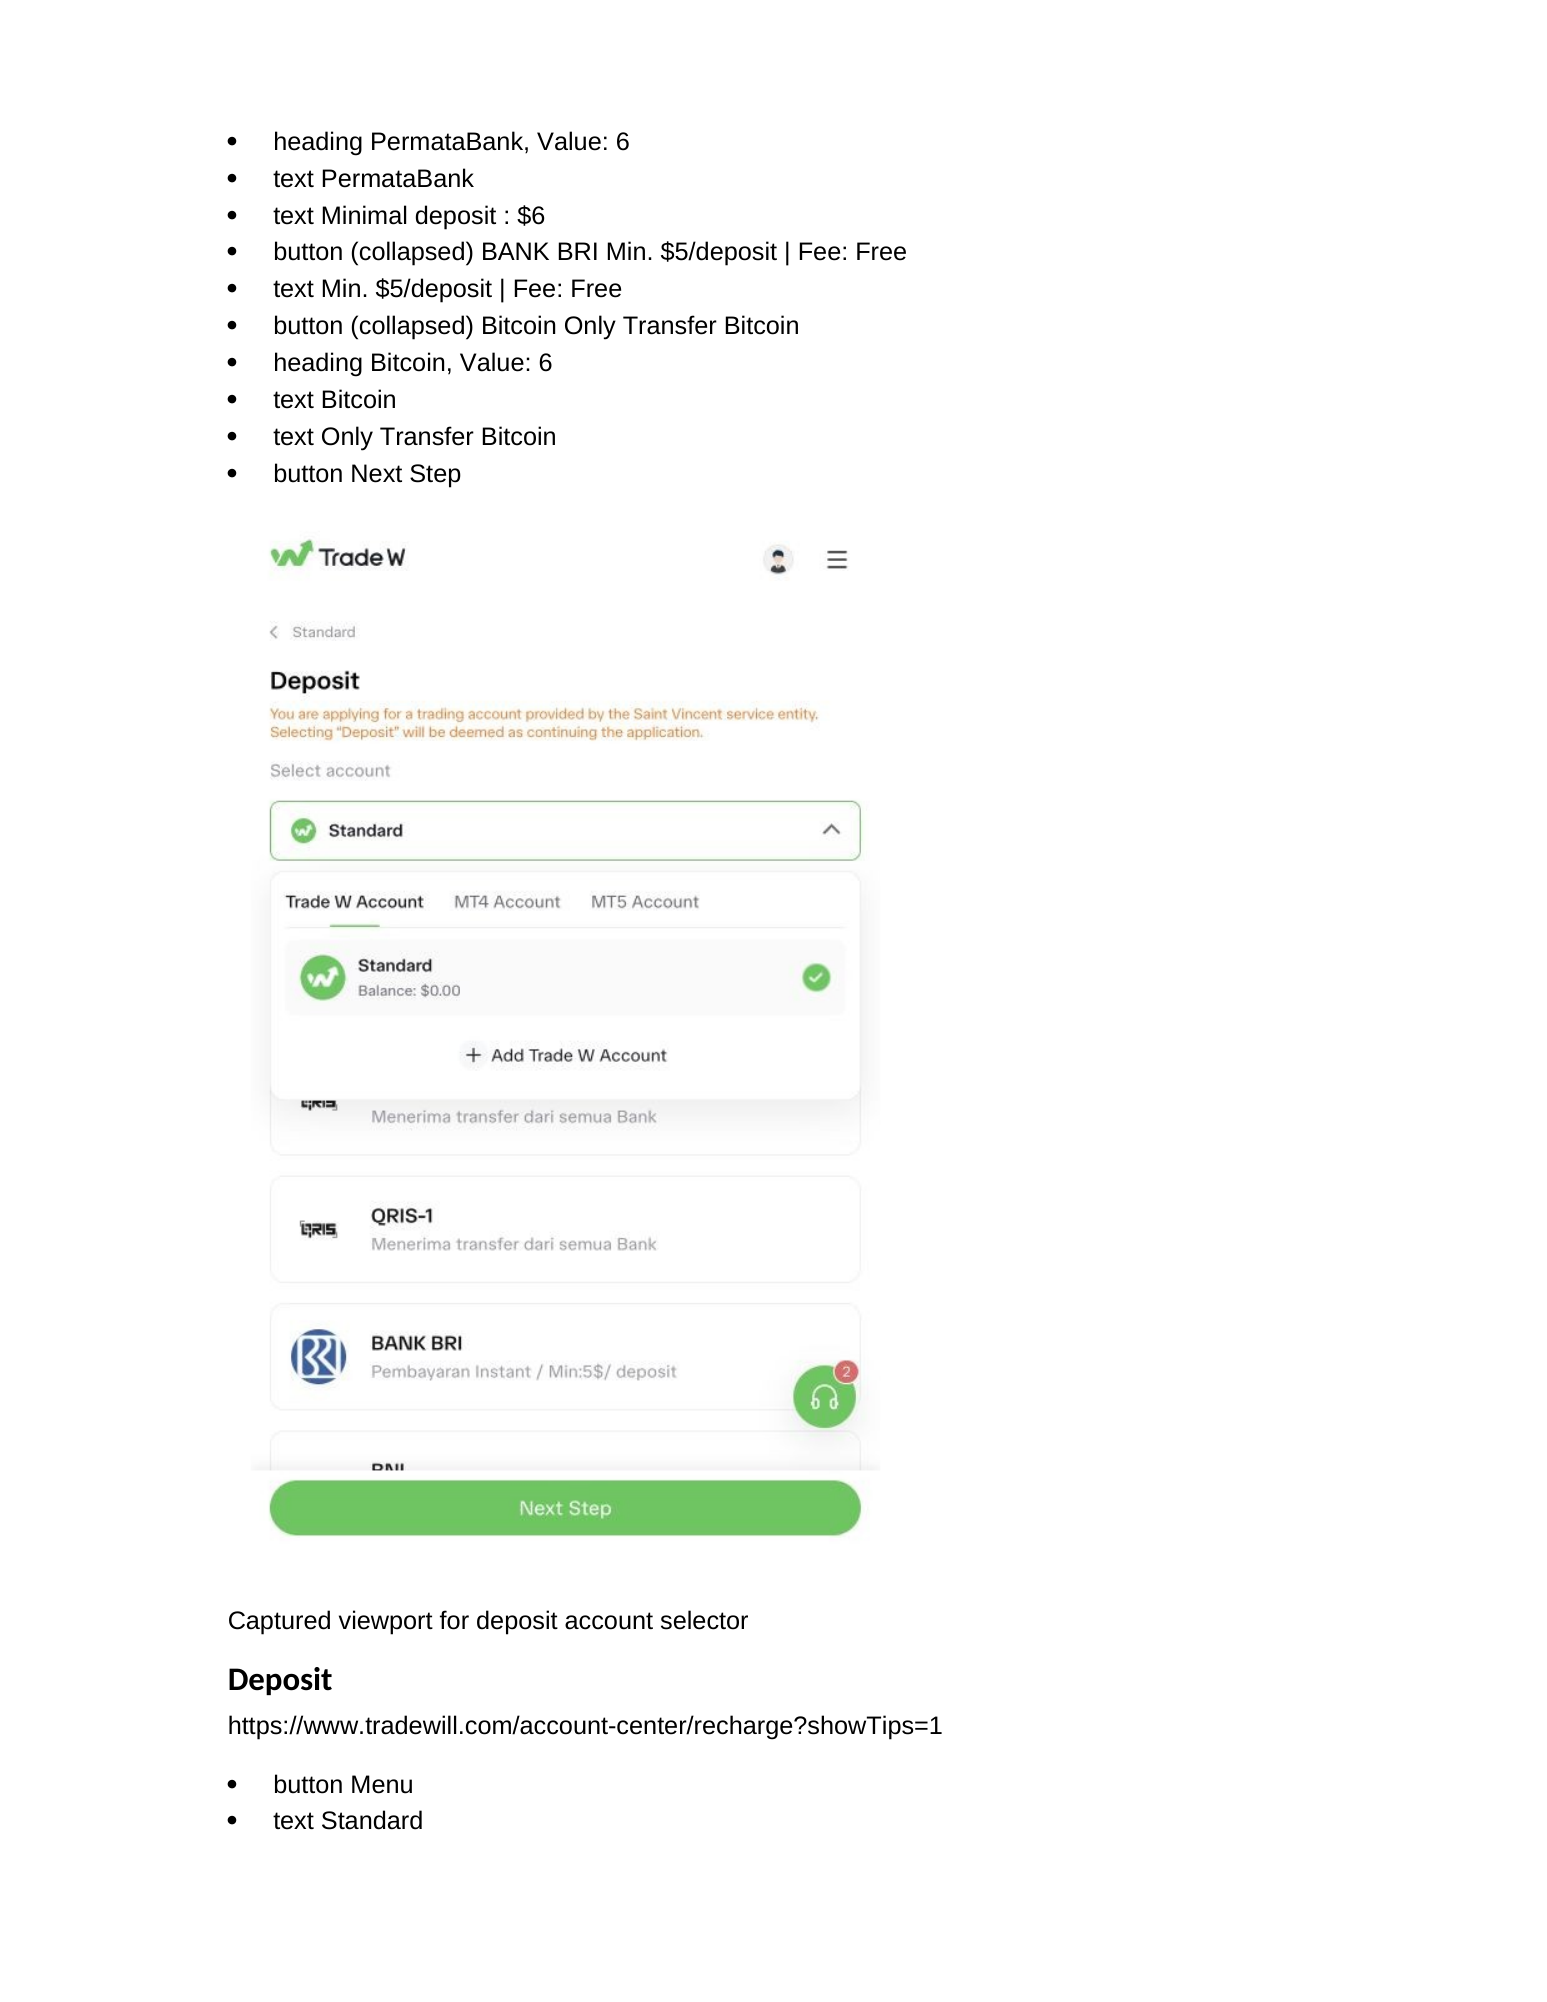 heading PermataBank, Value: 6
text PermataBank
text Minimal deposit : $6
button (collapsed) BANK BRI Min. $5/deposit | Fee: Free
text Min. $5/deposit | Fee: Free
button (collapsed) Bitcoin Only Transfer Bitcoin
heading Bitcoin, Value: 6
text Bitcoin
text Only Transfer Bitcoin
button Next Step
Trade W
Standard
Deposit
You are applying for a trading account provided by the Saint Vincent service entity.
Selecting "Deposit" will be deemed as continuing the application.
Select account
Standard
Trade W Account MT4 Account MT5 Account
Standard
Balance: $0.00
+ Add Trade W Account
QRIS
Menerima transfer dari semua Bank
QRIS
QRIS-1
Menerima transfer dari semua Bank
BANK BRI
Pembayaran Instant / Min:5$/ deposit
2
BNI
Next Step
Captured viewport for deposit account selector
Deposit
https://www.tradewill.com/account-center/recharge?showTips=1
button Menu
text Standard